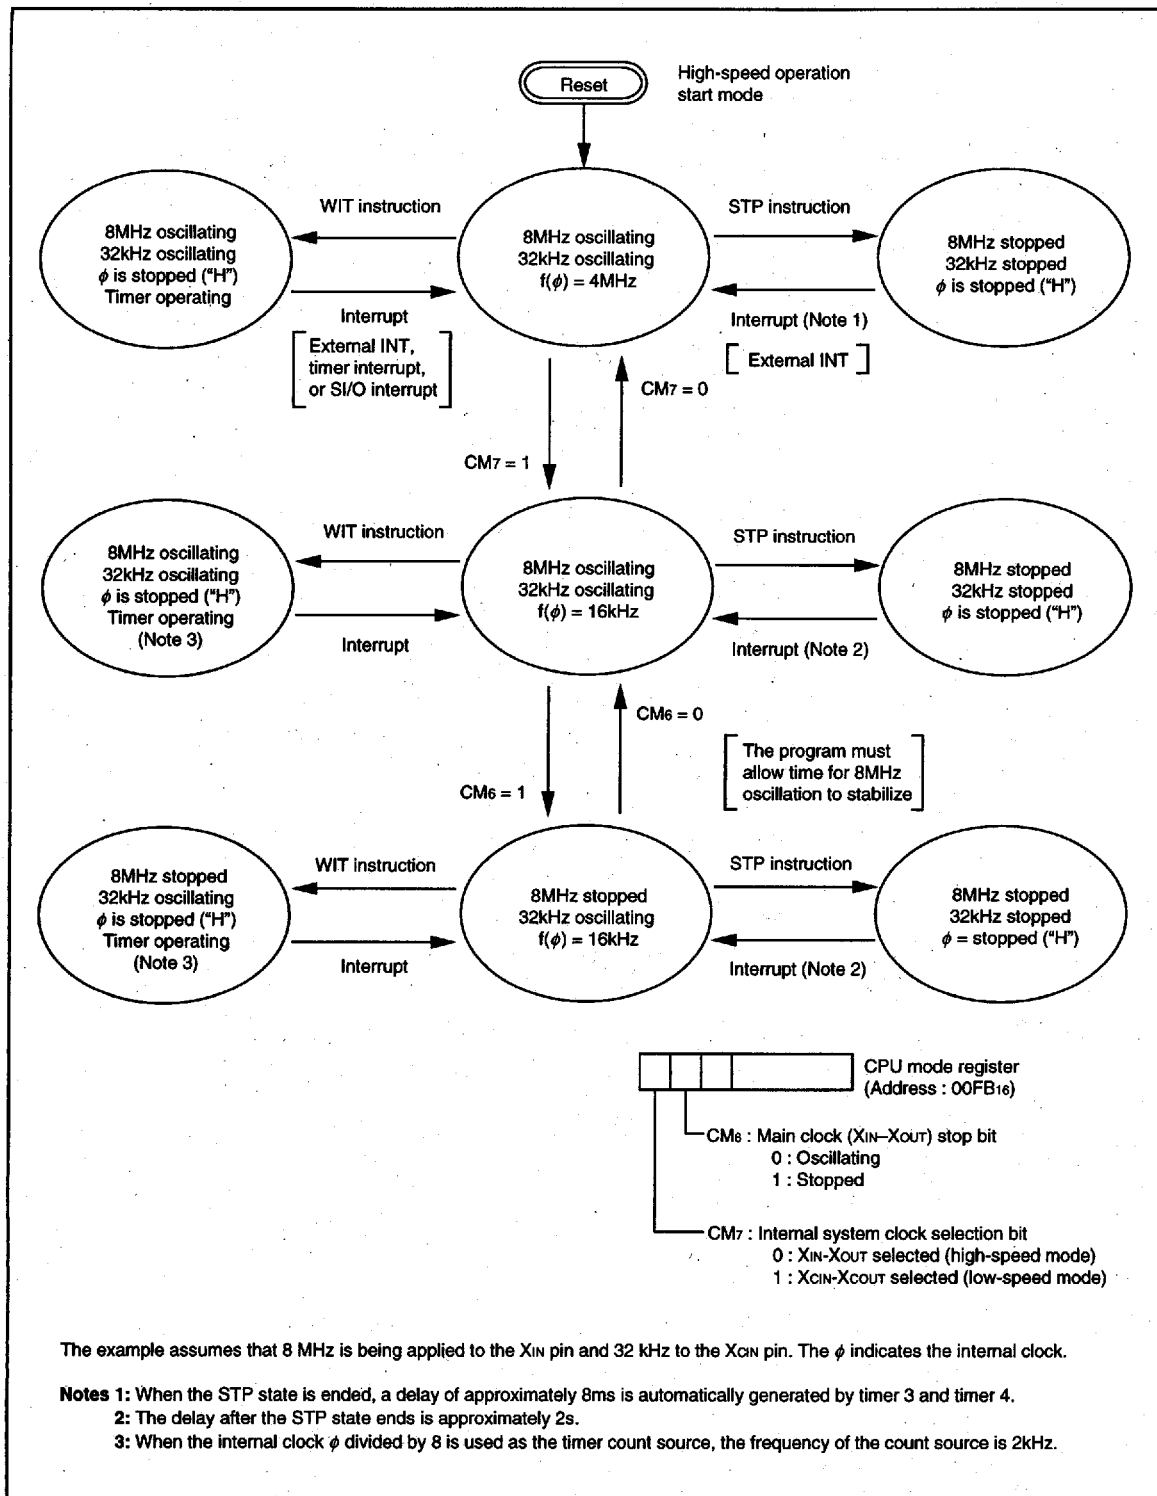 Reset
High-speed operation
start mode
WIT instruction
STP instruction
8MHz oscillating
32kHz oscillating
ϕ is stopped ("H")
Timer operating
8MHz oscillating
32kHz oscillating
f(ϕ) = 4MHz
8MHz stopped
32kHz stopped
ϕ is stopped ("H")
Interrupt
External INT,
timer interrupt,
or SI/O interrupt
Interrupt (Note 1)
External INT
CM7 = 0
CM7 = 1
WIT instruction
STP instruction
8MHz oscillating
32kHz oscillating
ϕ is stopped ("H")
Timer operating
(Note 3)
8MHz oscillating
32kHz oscillating
f(ϕ) = 16kHz
8MHz stopped
32kHz stopped
ϕ is stopped ("H")
Interrupt
Interrupt (Note 2)
CM6 = 0
The program must
allow time for 8MHz
oscillation to stabilize
CM6 = 1
WIT instruction
STP instruction
8MHz stopped
32kHz oscillating
ϕ is stopped ("H")
Timer operating
(Note 3)
8MHz stopped
32kHz oscillating
f(ϕ) = 16kHz
8MHz stopped
32kHz stopped
ϕ = stopped ("H")
Interrupt
Interrupt (Note 2)
CPU mode register
(Address : 00FB16)
CM6 : Main clock (XIN–XOUT) stop bit
0 : Oscillating
1 : Stopped
CM7 : Internal system clock selection bit
0 : XIN-XOUT selected (high-speed mode)
1 : XCIN-XCOUT selected (low-speed mode)
The example assumes that 8 MHz is being applied to the XIN pin and 32 kHz to the XCIN pin. The ϕ indicates the internal clock.
Notes 1: When the STP state is ended, a delay of approximately 8ms is automatically generated by timer 3 and timer 4.
2: The delay after the STP state ends is approximately 2s.
3: When the internal clock ϕ divided by 8 is used as the timer count source, the frequency of the count source is 2kHz.